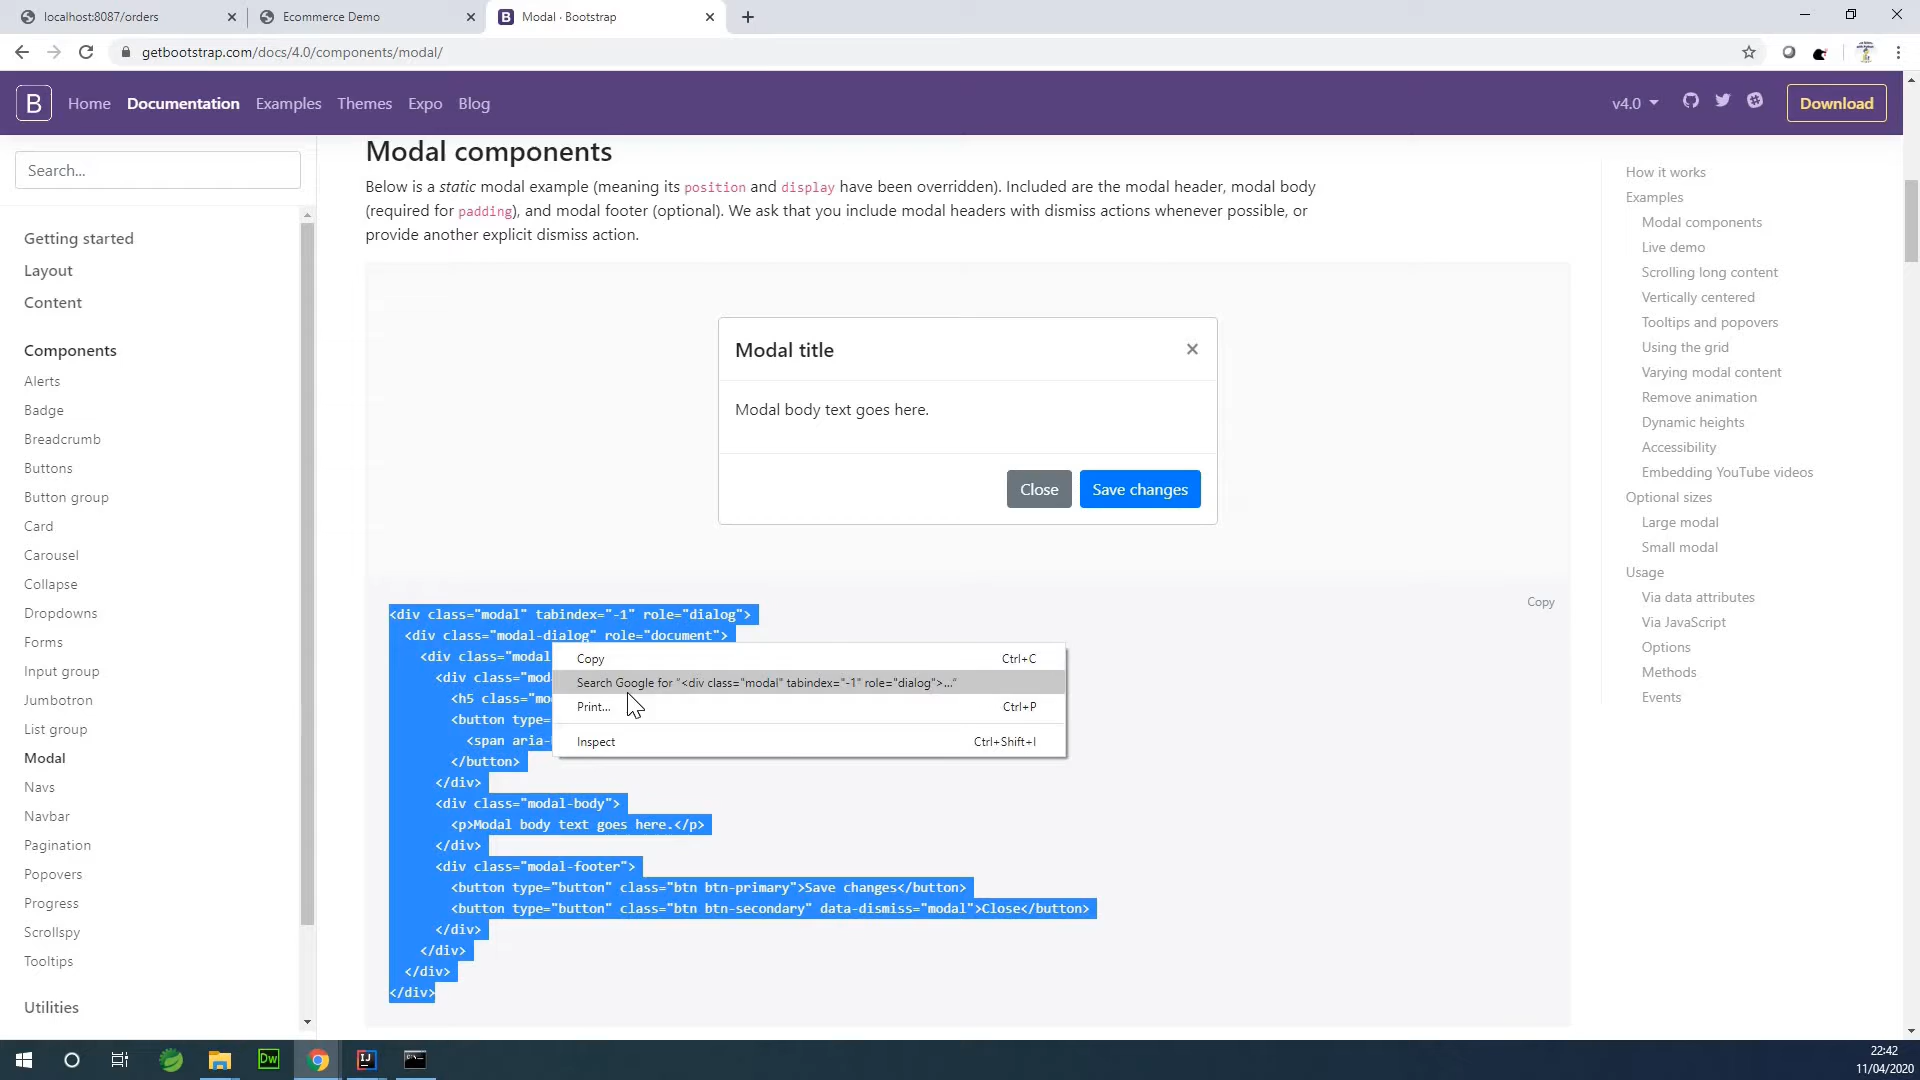 localhost:8087/orders
Ecommerce Demo
Modal · Bootstrap
getbootstrap.com/docs/4.0/components/modal/
B Home Documentation Examples Themes Expo Blog v4.0 Download
Search...
Getting started
Layout
Content
Components
Alerts
Badge
Breadcrumb
Buttons
Button group
Card
Carousel
Collapse
Dropdowns
Forms
Input group
Jumbotron
List group
Modal
Navs
Navbar
Pagination
Popovers
Progress
Scrollspy
Tooltips
Utilities
Modal components
Below is a static modal example (meaning its position and display have been overridden). Included are the modal header, modal body
(required for padding), and modal footer (optional). We ask that you include modal headers with dismiss actions whenever possible, or
provide another explicit dismiss action.
Modal title ×
Modal body text goes here.
Close Save changes
Copy
<div class="modal" tabindex="-1" role="dialog">
<div class="modal-dialog" role="document">
<div class="modal
<div class="moda
<h5 class="mo
<button type=
<span aria-
</button>
</div>
<div class="modal-body">
<p>Modal body text goes here.</p>
</div>
<div class="modal-footer">
<button type="button" class="btn btn-primary">Save changes</button>
<button type="button" class="btn btn-secondary" data-dismiss="modal">Close</button>
</div>
</div>
</div>
</div>
Copy Ctrl+C
Search Google for "<div class="modal" tabindex="-1" role="dialog">..."
Print... Ctrl+P
Inspect Ctrl+Shift+I
How it works
Examples
Modal components
Live demo
Scrolling long content
Vertically centered
Tooltips and popovers
Using the grid
Varying modal content
Remove animation
Dynamic heights
Accessibility
Embedding YouTube videos
Optional sizes
Large modal
Small modal
Usage
Via data attributes
Via JavaScript
Options
Methods
Events
Dw
IJ
22:42
11/04/2020